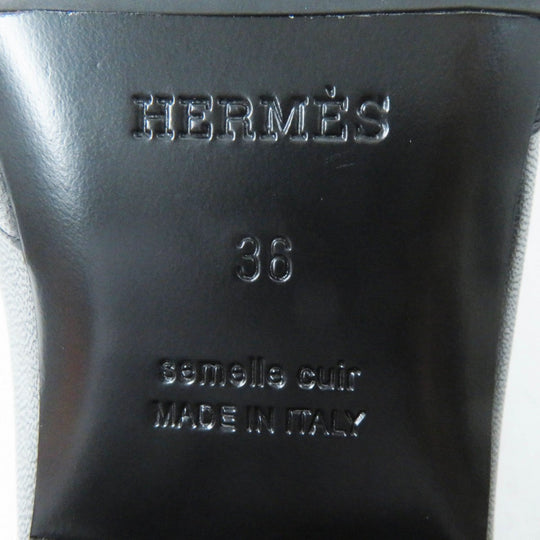 HERMÈS
36
semelle cuir
MADE IN ITALY